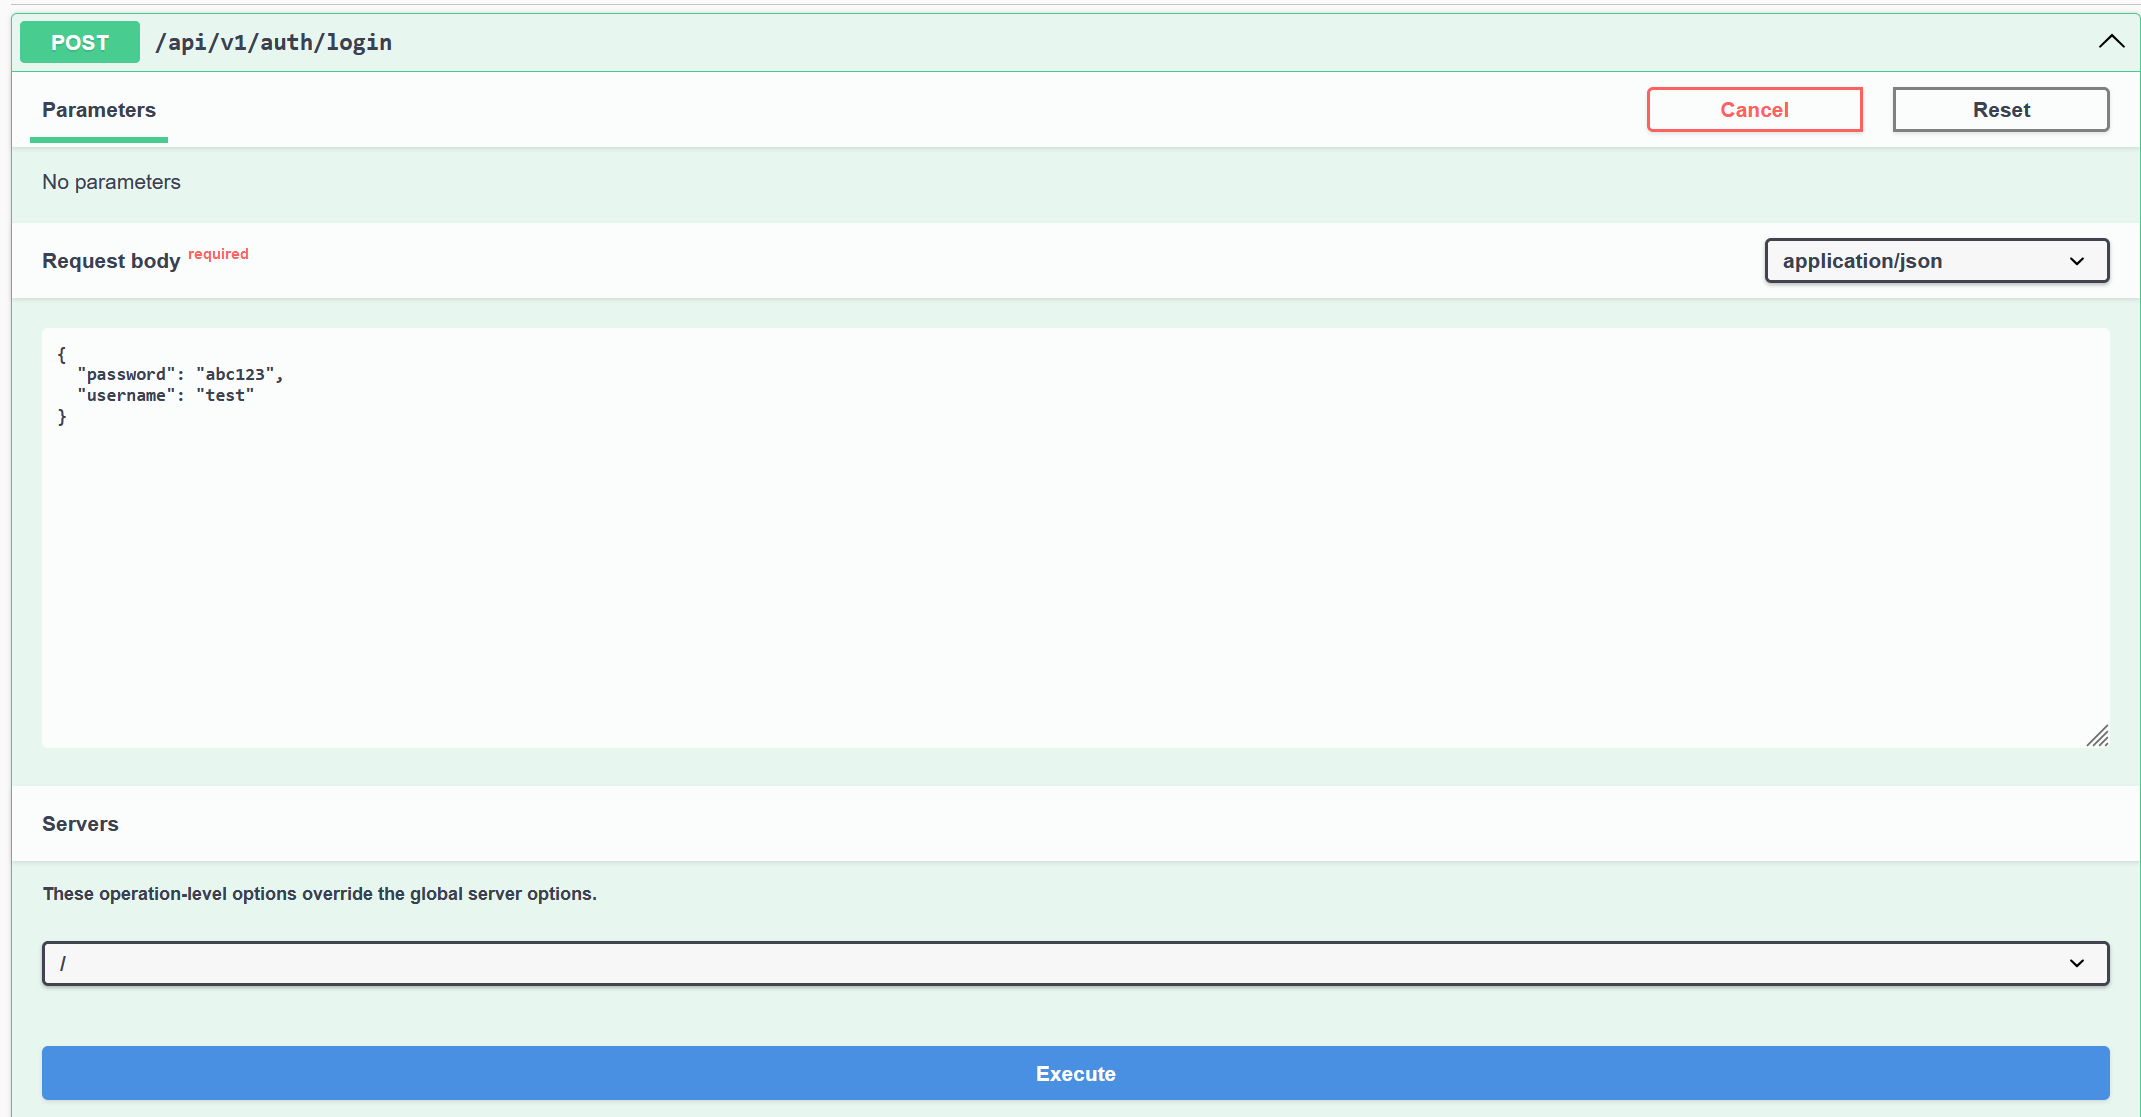 POST /api/v1/auth/login
Parameters
Cancel
Reset
No parameters
Request body required
application/json
{
  "password": "abc123",
  "username": "test"
}
Servers
These operation-level options override the global server options.
/
Execute